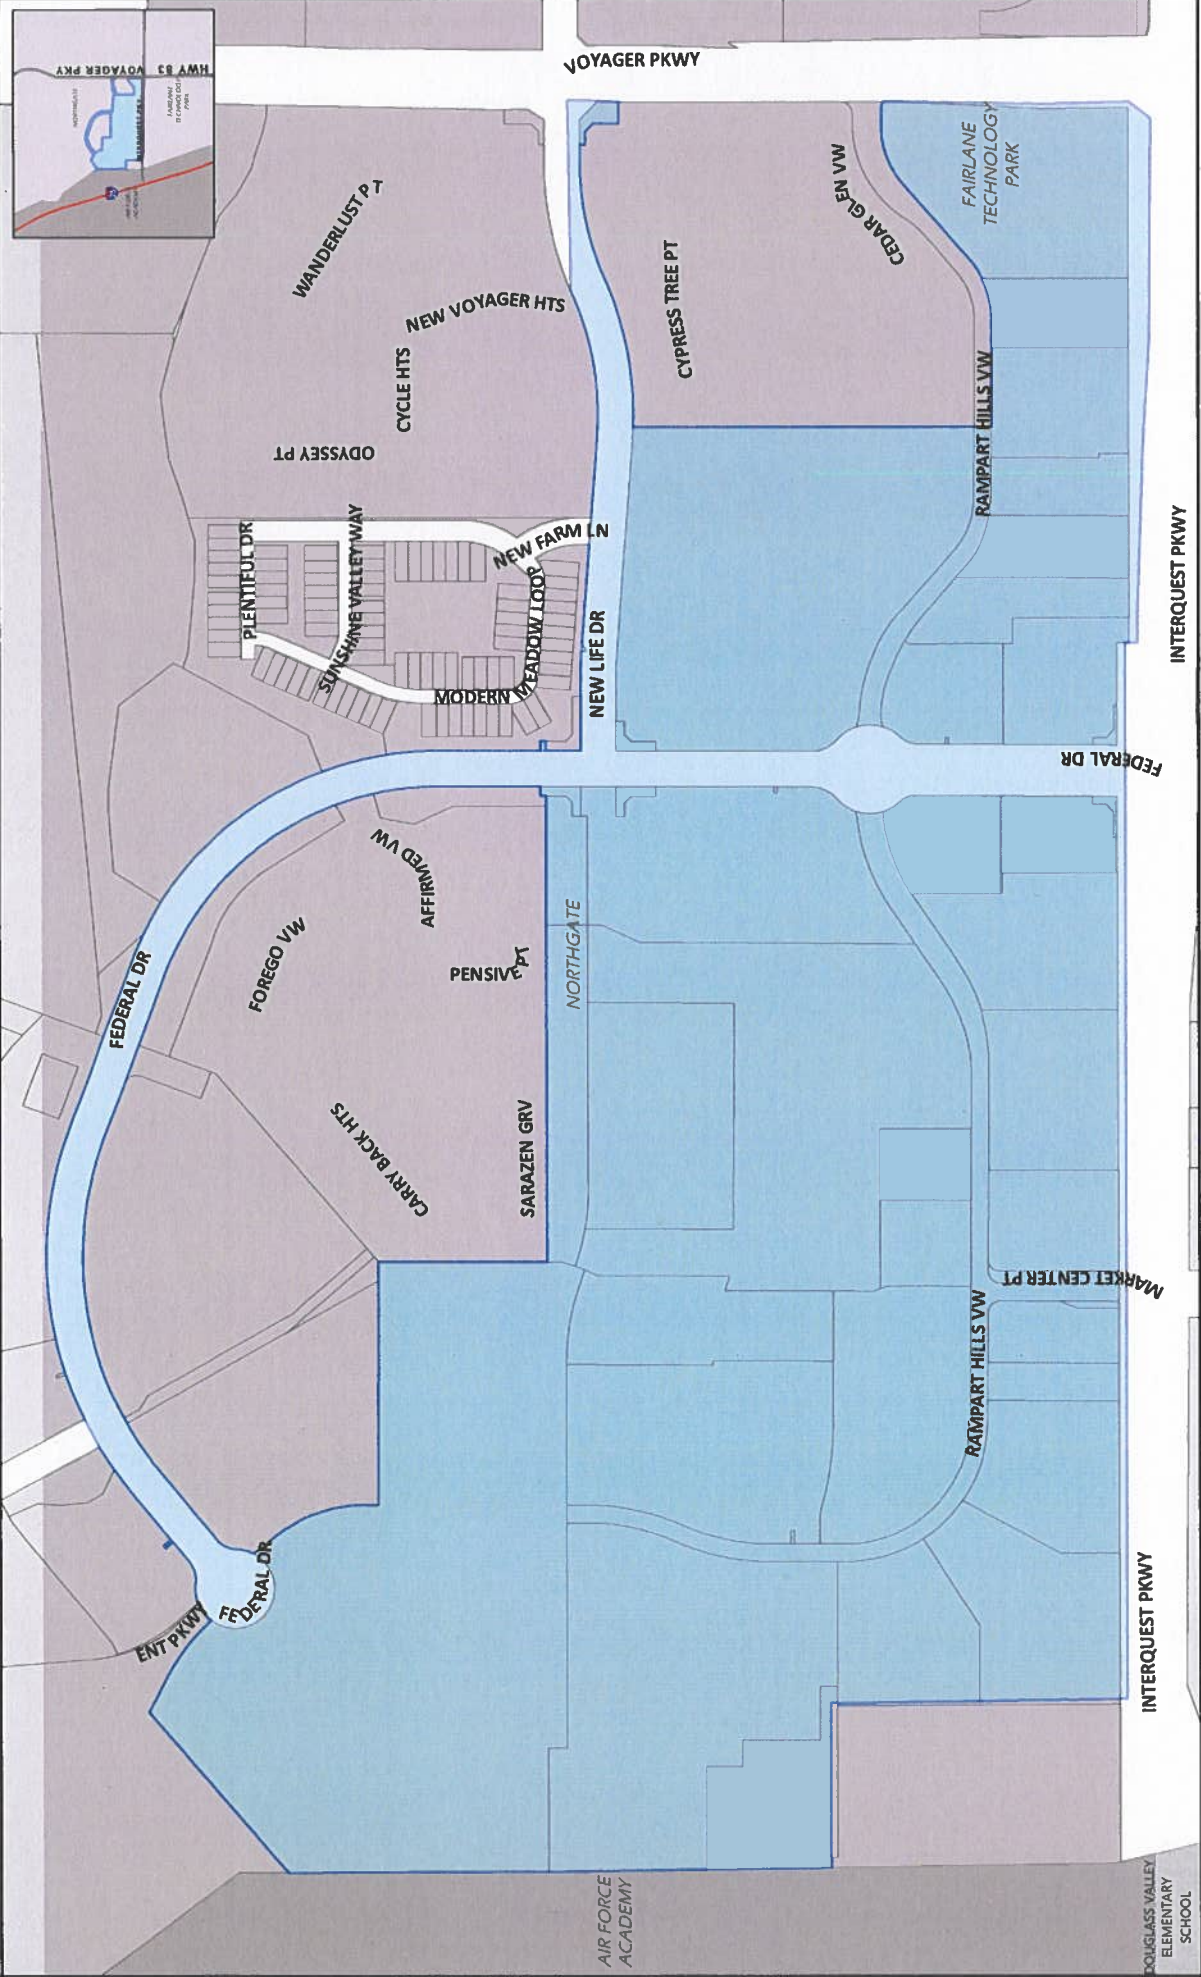 HWY 83
VOYAGER PKY
NORTHGATE
VOYAGER PKWY
WANDERLUST PT
NEW VOYAGER HTS
CYCLE HTS
ODYSSEY PT
CYPRESS TREE PT
CEDAR GLEN VW
FAIRLANE
TECHNOLOGY
PARK
RAMPART HILLS VW
PLENTIFUL DR
SUNSHINE VALLEY WAY
NEW FARM LN
MODERN MEADOW LOOP
NEW LIFE DR
INTERQUEST PKWY
FEDERAL DR
AFFIRMED VW
FOREGO VW
PENSIVE PT
NORTHGATE
FEDERAL DR
CARRY BACK HTS
SARAZEN GRV
MARKET CENTER PT
RAMPART HILLS VW
FEDERAL DR
ENT PKWY
INTERQUEST PKWY
AIR FORCE
ACADEMY
DOUGLASS VALLEY
ELEMENTARY
SCHOOL